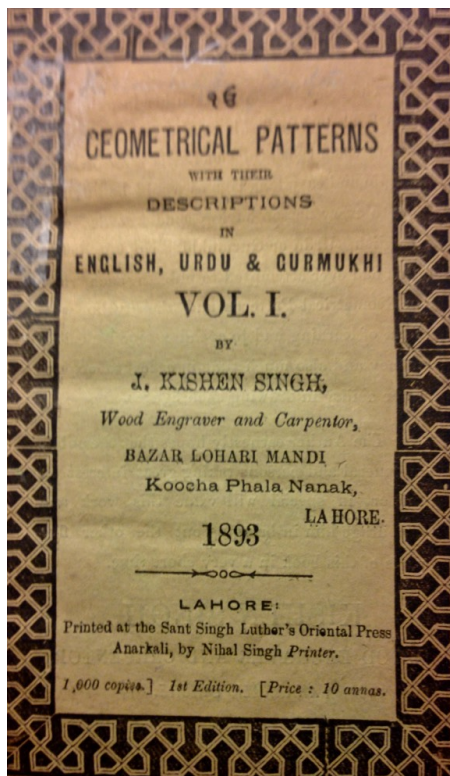 ੴ
GEOMETRICAL PATTERNS
WITH THEIR
DESCRIPTIONS
IN
ENGLISH, URDU & GURMUKHI
VOL. I.
BY
J. KISHEN SINGH,
Wood Engraver and Carpentor,
BAZAR LOHARI MANDI
Koocha Phala Nanak,
LAHORE.
1893
LAHORE:
Printed at the Sant Singh Luther's Oriental Press
Anarkali, by Nihal Singh Printer.
1,000 copies.] 1st Edition. [Price : 10 annas.